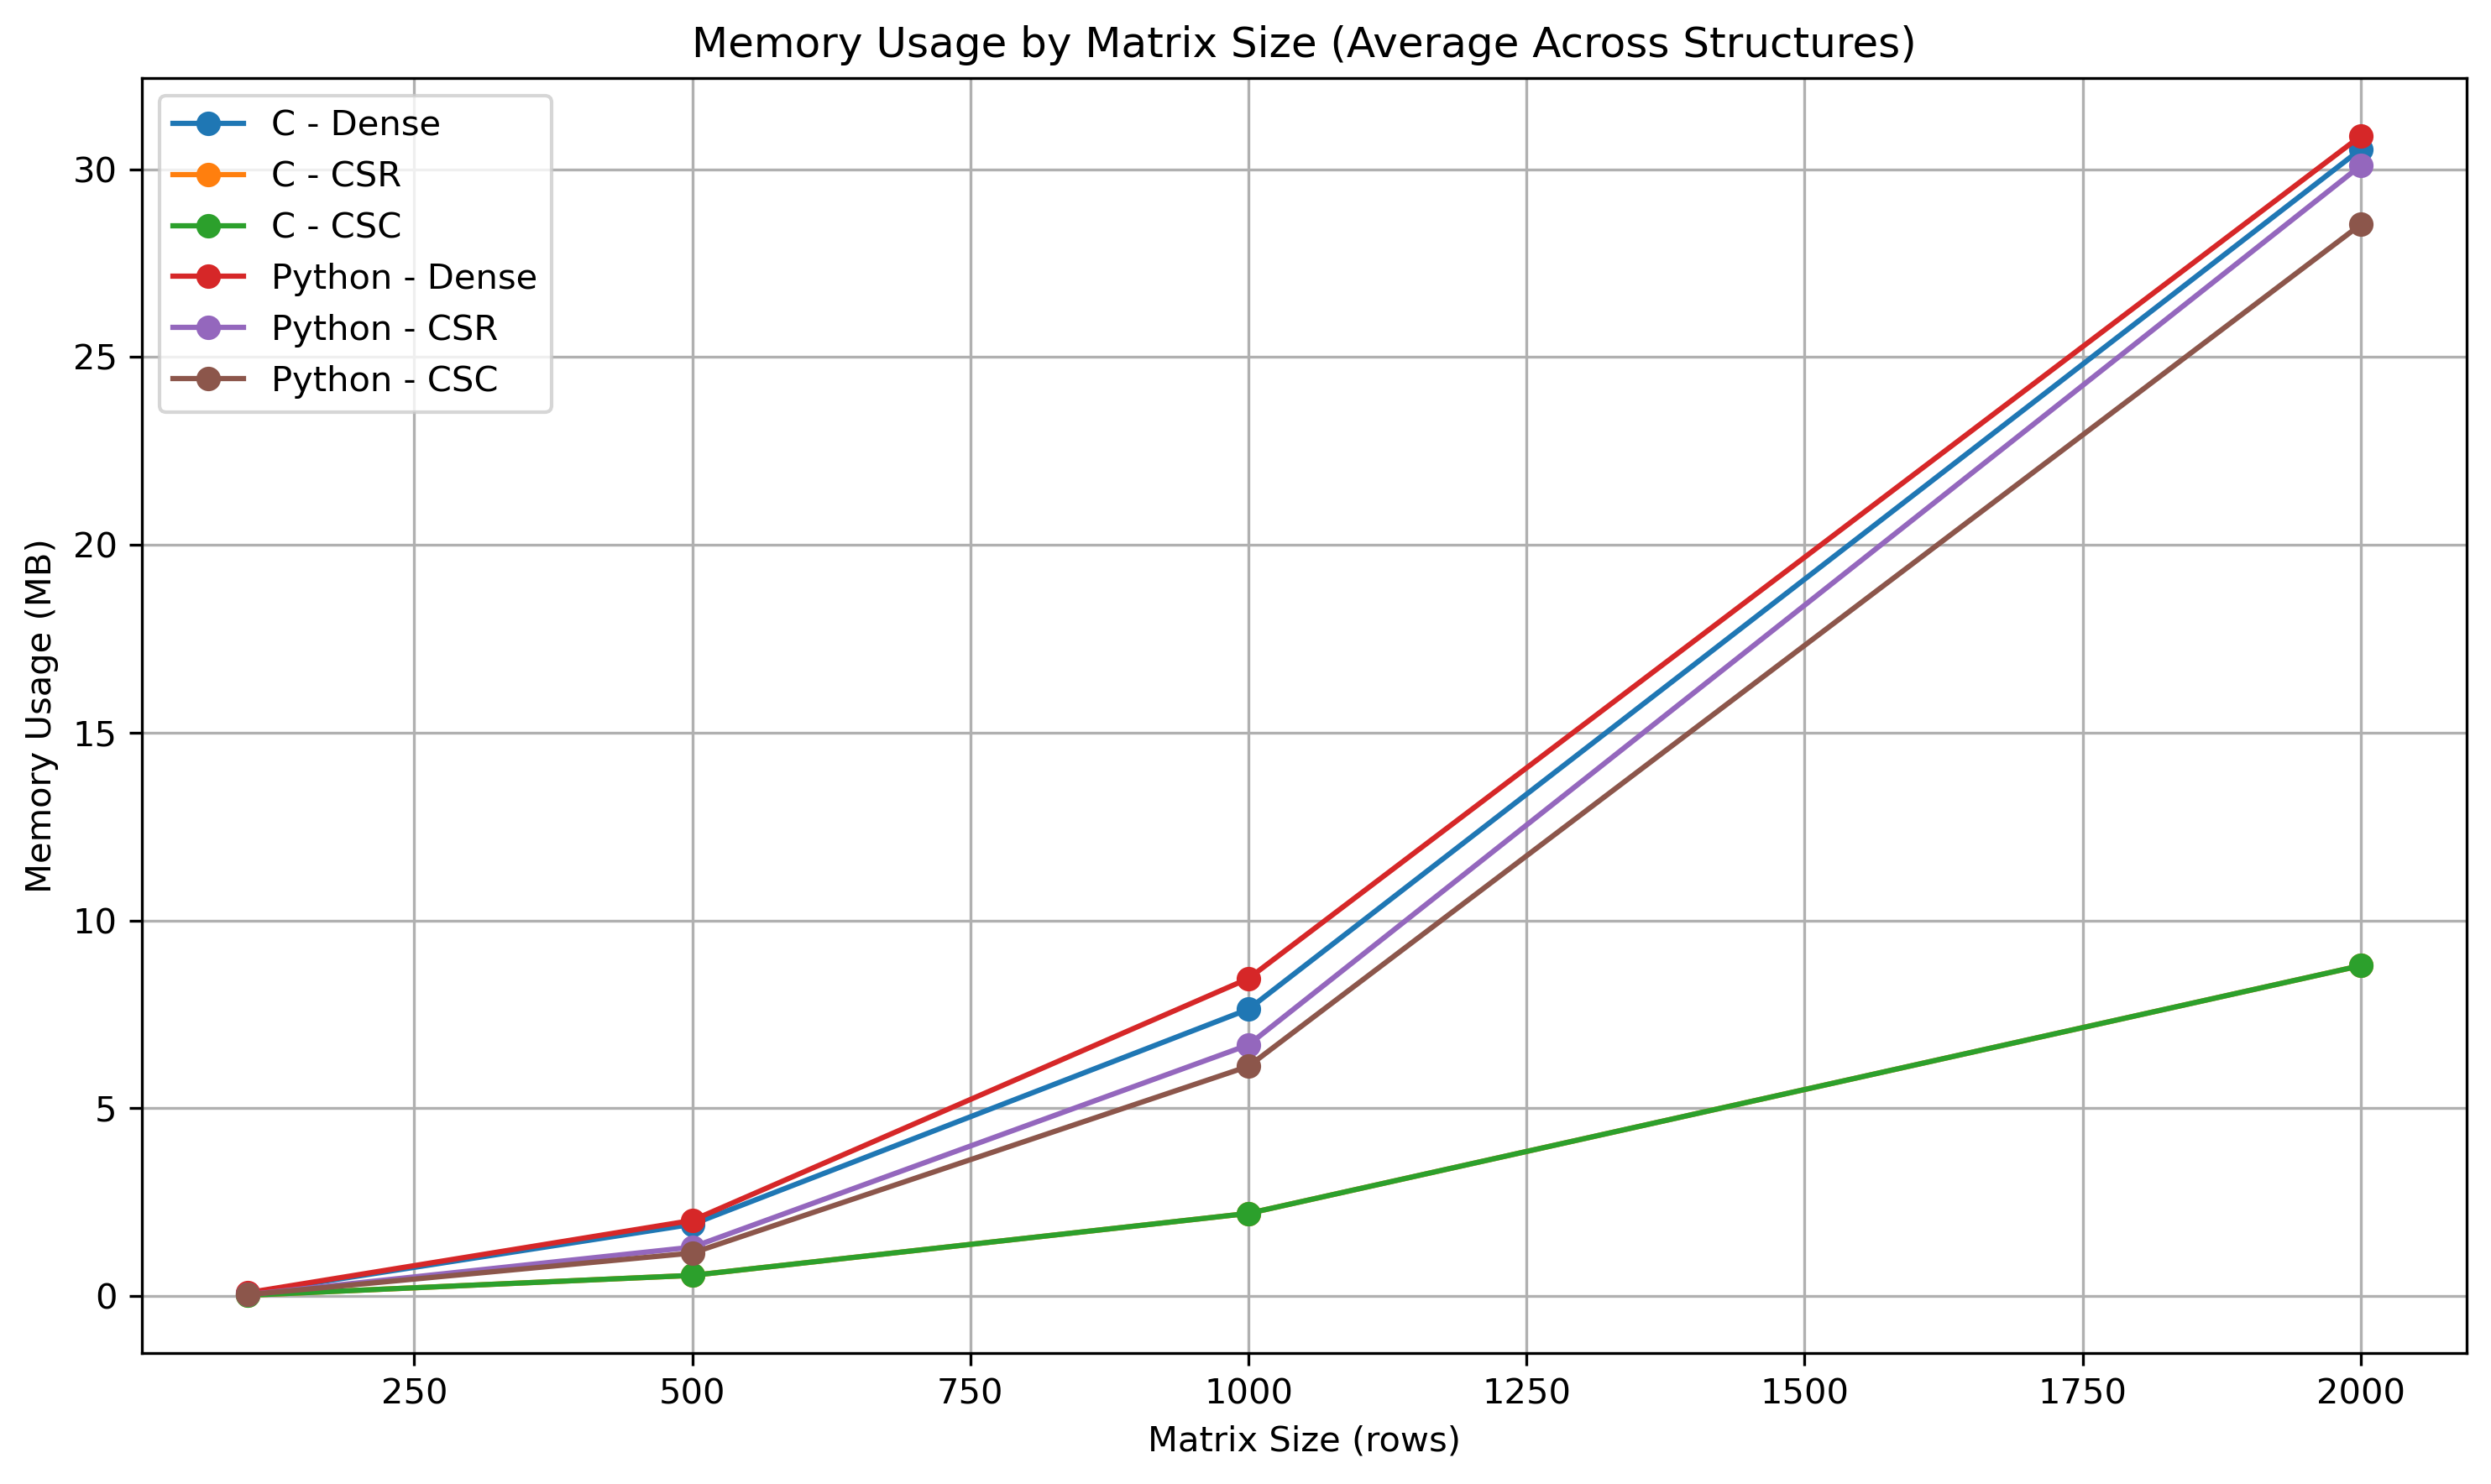 Memory Usage by Matrix Size (Average Across Structures)
C - Dense
C - CSR
C - CSC
Python - Dense
Python - CSR
Python - CSC
Memory Usage (MB)
30
25
20
15
10
5
0
250 500 750 1000 1250 1500 1750 2000
Matrix Size (rows)